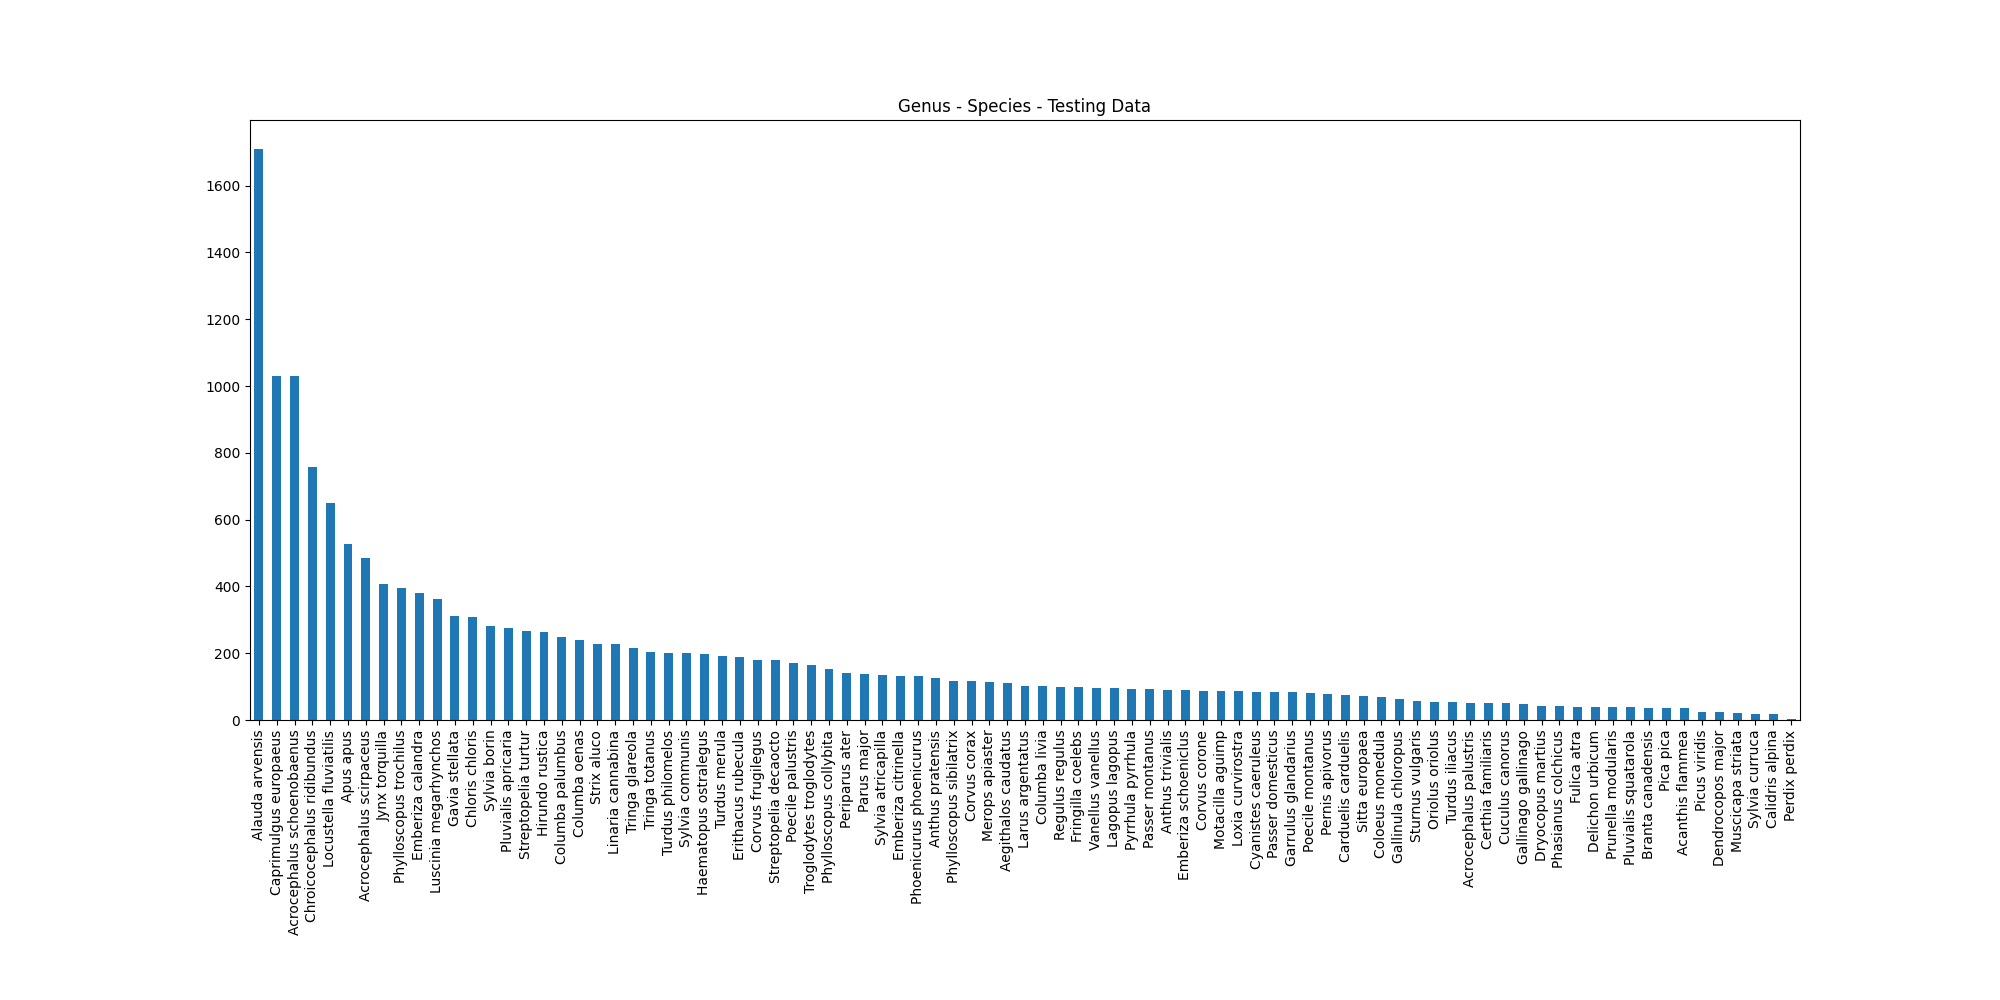 Genus - Species - Testing Data
1600
1400
1200
1000
800
600
400
200
0
Alauda arvensis
Caprimulgus europaeus
Acrocephalus schoenobaenus
Chroicocephalus ridibundus
Locustella fluviatilis
Apus apus
Acrocephalus scirpaceus
Jynx torquilla
Phylloscopus trochilus
Emberiza calandra
Luscinia megarhynchos
Gavia stellata
Chloris chloris
Sylvia borin
Pluvialis apricaria
Streptopelia turtur
Hirundo rustica
Columba palumbus
Columba oenas
Strix aluco
Linaria cannabina
Tringa glareola
Tringa totanus
Turdus philomelos
Sylvia communis
Haematopus ostralegus
Turdus merula
Erithacus rubecula
Corvus frugilegus
Streptopelia decaocto
Poecile palustris
Troglodytes troglodytes
Phylloscopus collybita
Periparus ater
Parus major
Sylvia atricapilla
Emberiza citrinella
Phoenicurus phoenicurus
Anthus pratensis
Phylloscopus sibilatrix
Corvus corax
Merops apiaster
Aegithalos caudatus
Larus argentatus
Columba livia
Regulus regulus
Fringilla coelebs
Vanellus vanellus
Lagopus lagopus
Pyrrhula pyrrhula
Passer montanus
Anthus trivialis
Emberiza schoeniclus
Corvus corone
Motacilla aguimp
Loxia curvirostra
Cyanistes caeruleus
Passer domesticus
Garrulus glandarius
Poecile montanus
Pernis apivorus
Carduelis carduelis
Sitta europaea
Coloeus monedula
Gallinula chloropus
Sturnus vulgaris
Oriolus oriolus
Turdus iliacus
Acrocephalus palustris
Certhia familiaris
Cuculus canorus
Gallinago gallinago
Dryocopus martius
Phasianus colchicus
Fulica atra
Delichon urbicum
Prunella modularis
Pluvialis squatarola
Branta canadensis
Pica pica
Acanthis flammea
Picus viridis
Dendrocopos major
Muscicapa striata
Sylvia curruca
Calidris alpina
Perdix perdix